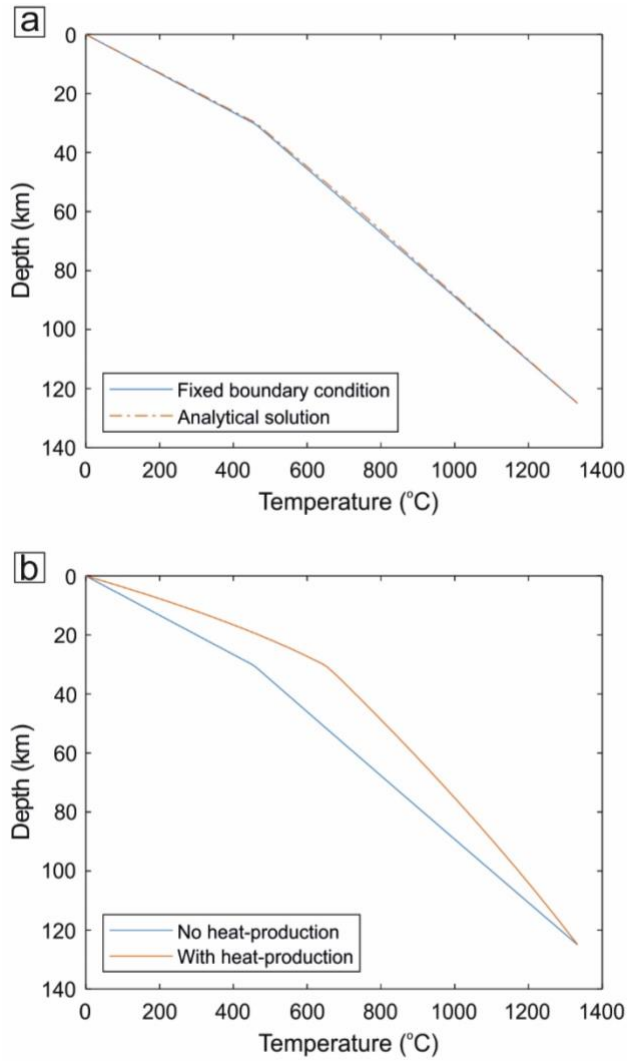 a
0
20
40
60
80
100
120
140
Depth (km)
Fixed boundary condition
Analytical solution
0 200 400 600 800 1000 1200 1400
Temperature (°C)
b
0
20
40
60
80
100
120
140
Depth (km)
No heat-production
With heat-production
0 200 400 600 800 1000 1200 1400
Temperature (°C)